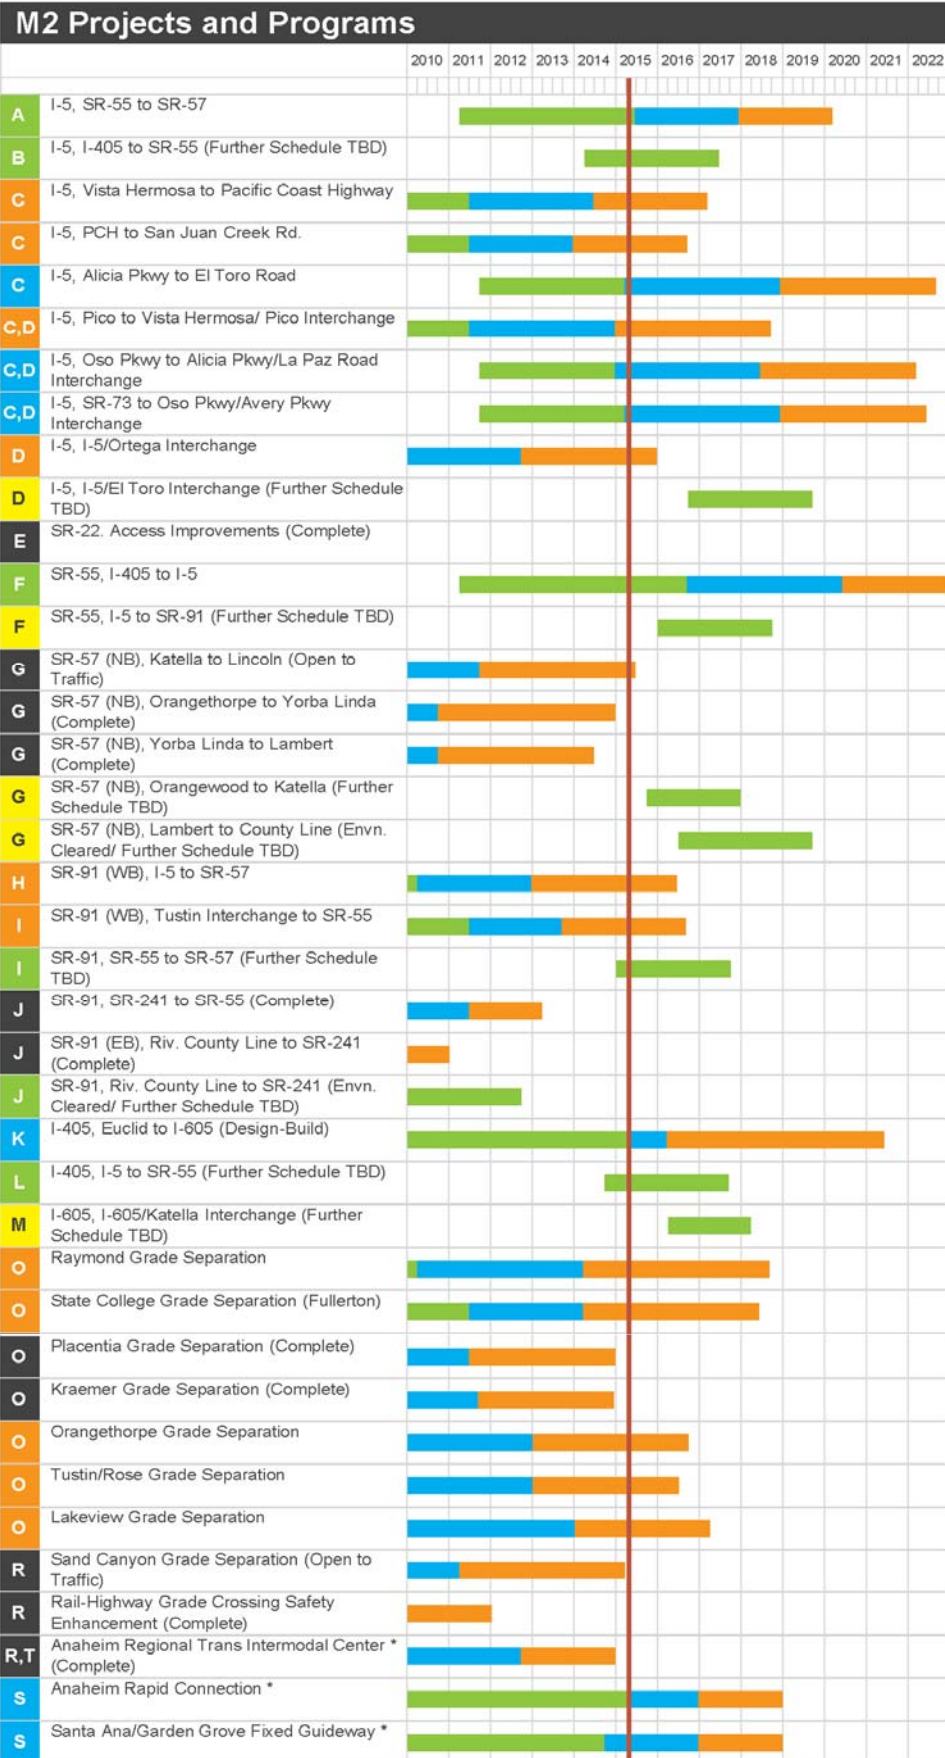 M2 Projects and Programs
2010 2011 2012 2013 2014 2015 2016 2017 2018 2019 2020 2021 2022
A I-5, SR-55 to SR-57
B I-5, I-405 to SR-55 (Further Schedule TBD)
C I-5, Vista Hermosa to Pacific Coast Highway
C I-5, PCH to San Juan Creek Rd.
C I-5, Alicia Pkwy to El Toro Road
C,D I-5, Pico to Vista Hermosa/ Pico Interchange
C,D I-5, Oso Pkwy to Alicia Pkwy/La Paz Road
Interchange
C,D I-5, SR-73 to Oso Pkwy/Avery Pkwy
Interchange
D I-5, I-5/Ortega Interchange
D I-5, I-5/El Toro Interchange (Further Schedule
TBD)
E SR-22. Access Improvements (Complete)
F SR-55, I-405 to I-5
F SR-55, I-5 to SR-91 (Further Schedule TBD)
G SR-57 (NB), Katella to Lincoln (Open to
Traffic)
G SR-57 (NB), Orangethorpe to Yorba Linda
(Complete)
G SR-57 (NB), Yorba Linda to Lambert
(Complete)
G SR-57 (NB), Orangewood to Katella (Further
Schedule TBD)
G SR-57 (NB), Lambert to County Line (Envn.
Cleared/ Further Schedule TBD)
H SR-91 (WB), I-5 to SR-57
I SR-91 (WB), Tustin Interchange to SR-55
I SR-91, SR-55 to SR-57 (Further Schedule
TBD)
J SR-91, SR-241 to SR-55 (Complete)
J SR-91 (EB), Riv. County Line to SR-241
(Complete)
J SR-91, Riv. County Line to SR-241 (Envn.
Cleared/ Further Schedule TBD)
K I-405, Euclid to I-605 (Design-Build)
L I-405, I-5 to SR-55 (Further Schedule TBD)
M I-605, I-605/Katella Interchange (Further
Schedule TBD)
O Raymond Grade Separation
O State College Grade Separation (Fullerton)
O Placentia Grade Separation (Complete)
O Kraemer Grade Separation (Complete)
O Orangethorpe Grade Separation
O Tustin/Rose Grade Separation
O Lakeview Grade Separation
R Sand Canyon Grade Separation (Open to
Traffic)
R Rail-Highway Grade Crossing Safety
Enhancement (Complete)
R,T Anaheim Regional Trans Intermodal Center *
(Complete)
S Anaheim Rapid Connection *
S Santa Ana/Garden Grove Fixed Guideway *